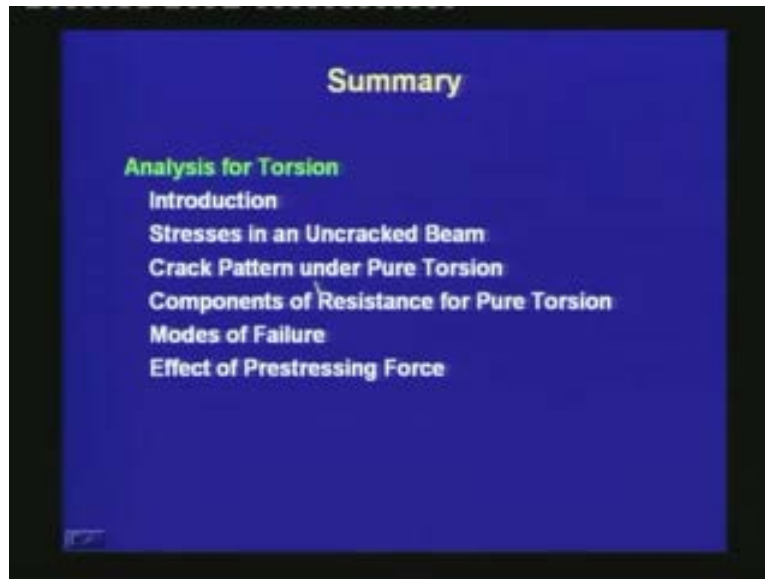 Summary
Analysis for Torsion
Introduction
Stresses in an Uncracked Beam
Crack Pattern under Pure Torsion
Components of Resistance for Pure Torsion
Modes of Failure
Effect of Prestressing Force